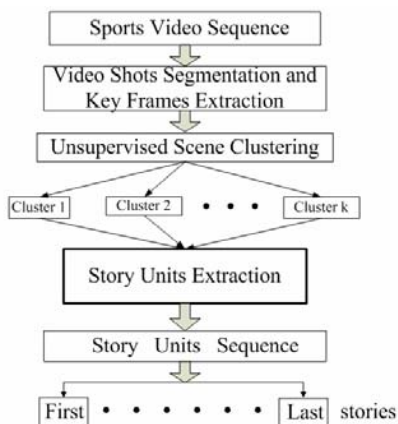 Sports Video Sequence
Video Shots Segmentation and
Key Frames Extraction
Unsupervised Scene Clustering
Cluster 1 Cluster 2 • • • Cluster k
Story Units Extraction
Story Units Sequence
First • • • • • • Last stories